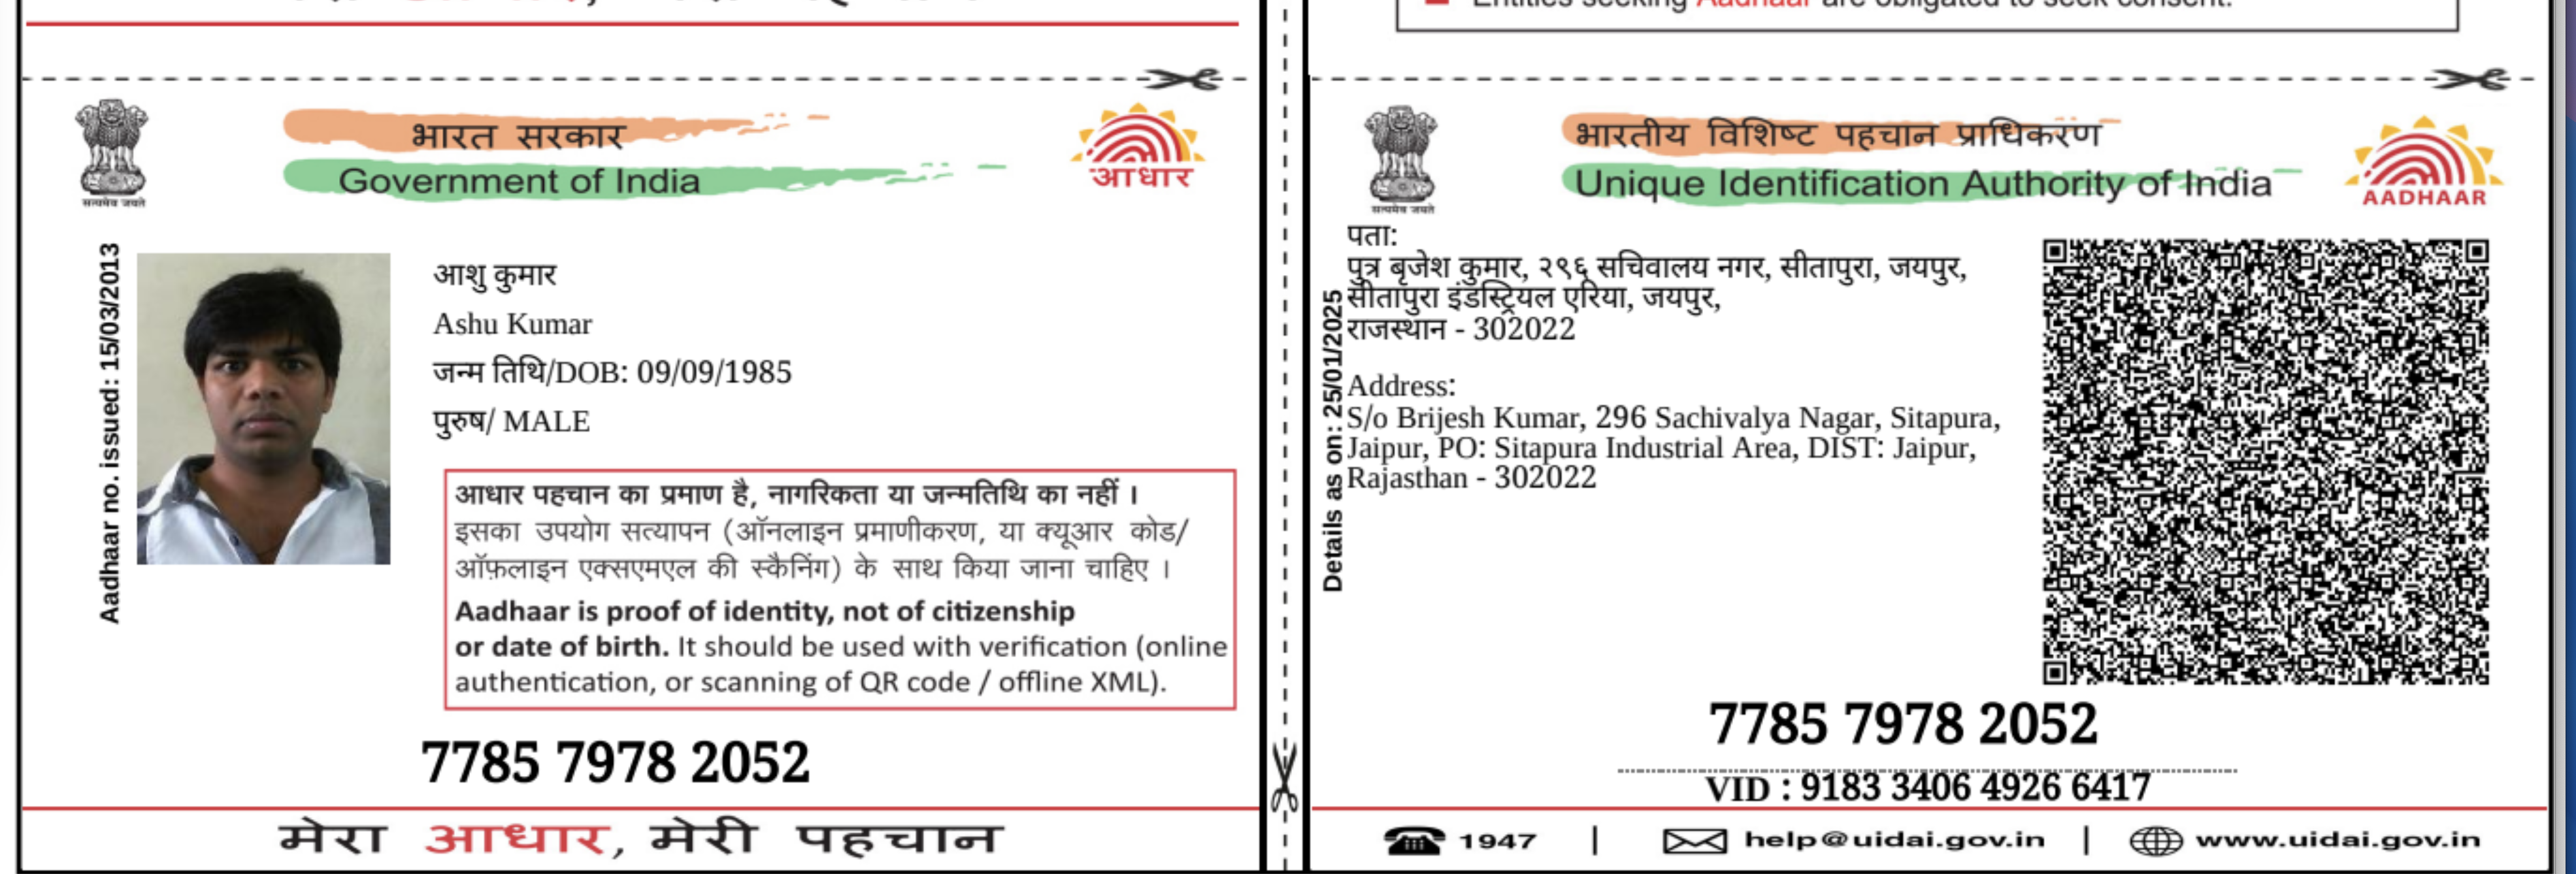 Entities seeking Aadhaar are obligated to seek consent.
भारत सरकार
Government of India
सत्यमेव जयते
आधार
Aadhaar no. issued: 15/03/2013
आशु कुमार
Ashu Kumar
जन्म तिथि/DOB: 09/09/1985
पुरुष/ MALE
आधार पहचान का प्रमाण है, नागरिकता या जन्मतिथि का नहीं ।
इसका उपयोग सत्यापन (ऑनलाइन प्रमाणीकरण, या क्यूआर कोड/
ऑफ़लाइन एक्सएमएल की स्कैनिंग) के साथ किया जाना चाहिए ।
Aadhaar is proof of identity, not of citizenship
or date of birth. It should be used with verification (online
authentication, or scanning of QR code / offline XML).
7785 7978 2052
मेरा आधार, मेरी पहचान
भारतीय विशिष्ट पहचान प्राधिकरण
Unique Identification Authority of India
सत्यमेव जयते
AADHAAR
Details as on: 25/01/2025
पता:
पुत्र बृजेश कुमार, २९६ सचिवालय नगर, सीतापुरा, जयपुर,
सीतापुरा इंडस्ट्रियल एरिया, जयपुर,
राजस्थान - 302022
Address:
S/o Brijesh Kumar, 296 Sachivalya Nagar, Sitapura,
Jaipur, PO: Sitapura Industrial Area, DIST: Jaipur,
Rajasthan - 302022
7785 7978 2052
VID : 9183 3406 4926 6417
1947 | help@uidai.gov.in | www.uidai.gov.in